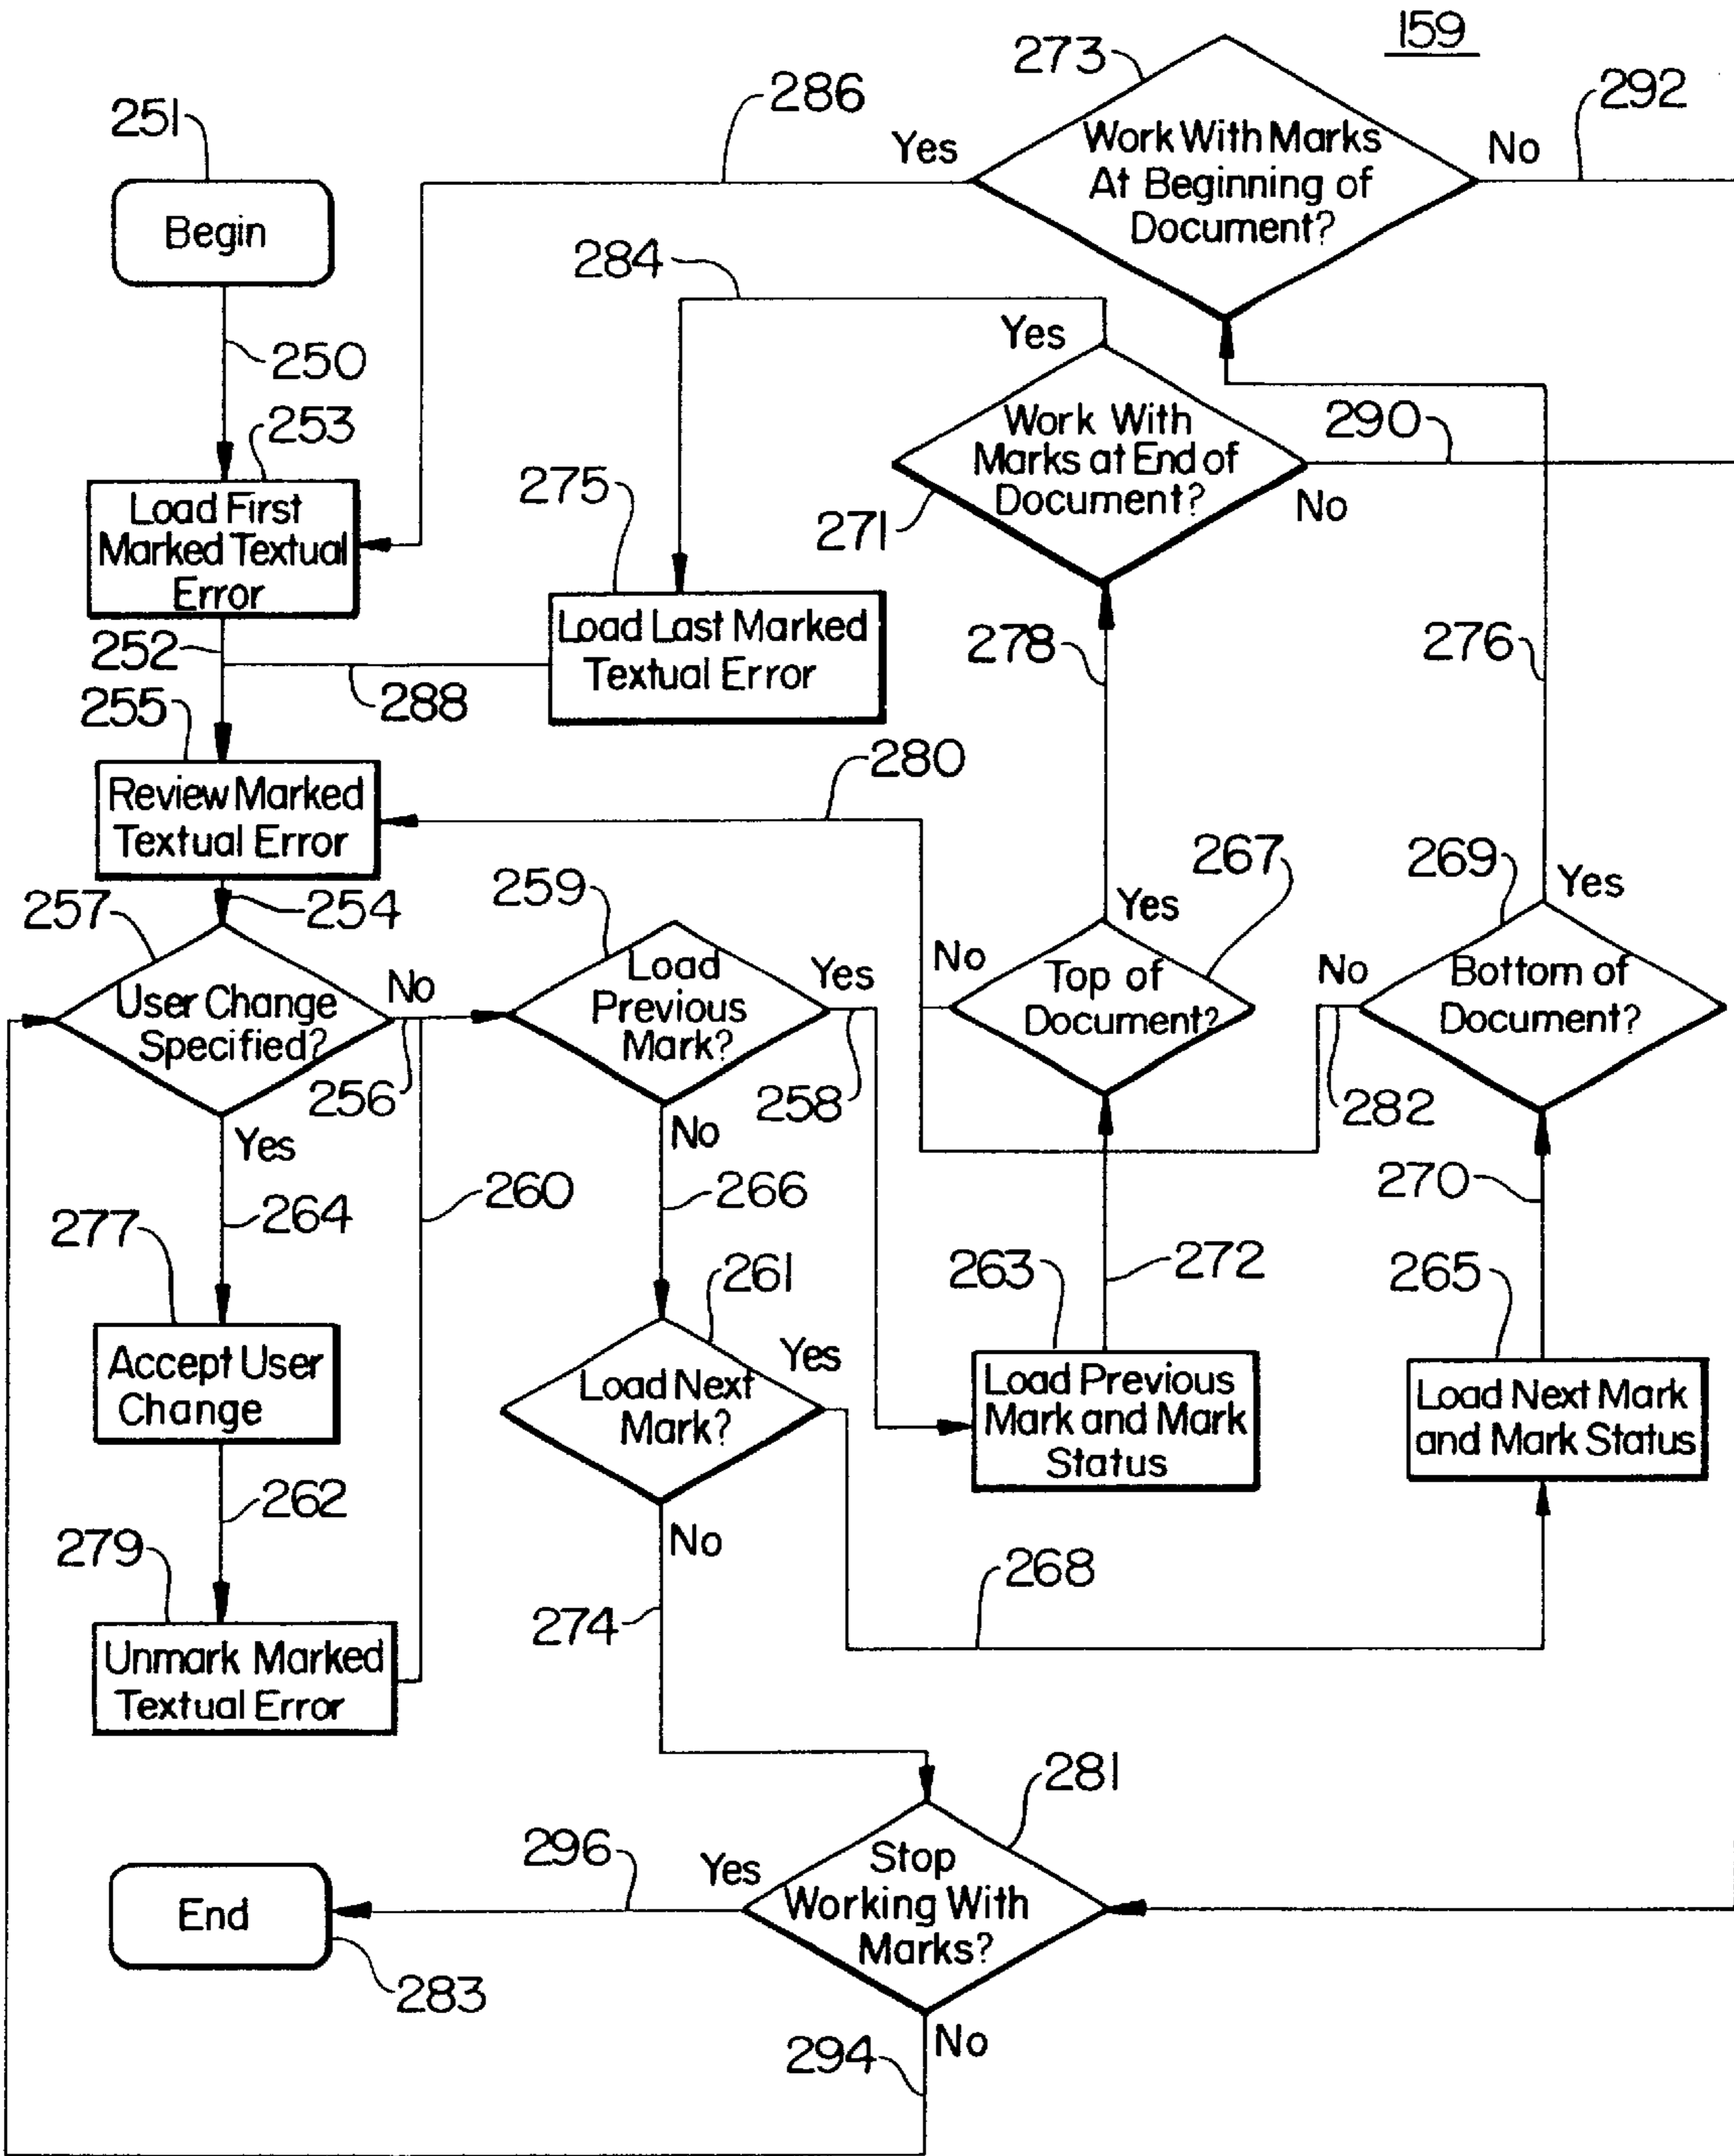 159
273
286
292
251
Yes
Work With Marks
At Beginning of
Document?
No
Begin
284
250
Yes
253
Work With
Marks at End of
Document?
290
No
271
275
Load First
Marked Textual
Error
252
Load Last Marked
Textual Error
278
276
288
255
280
Review Marked
Textual Error
267
269
254
257
259
Yes
Yes
No
Load
Previous
Mark?
Yes
No
Top of
Document?
No
Bottom of
Document?
User Change
Specified?
256
258
282
Yes
No
264
260
266
270
277
261
263
272
265
Accept User
Change
Yes
Load Next
Mark?
Load Previous
Mark and Mark
Status
Load Next Mark
and Mark Status
262
279
No
268
274
Unmark Marked
Textual Error
281
296
Yes
Stop
Working With
Marks?
End
283
No
294